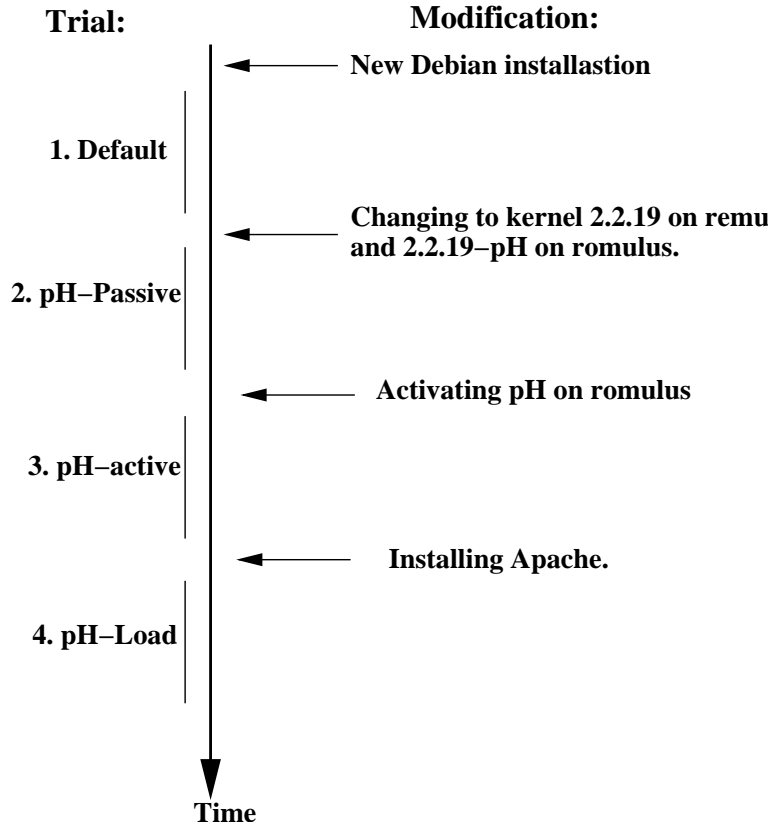 Trial:
Modification:
New Debian installastion
1. Default
Changing to kernel 2.2.19 on remu
and 2.2.19−pH on romulus.
2. pH−Passive
Activating pH on romulus
3. pH−active
Installing Apache.
4. pH−Load
Time